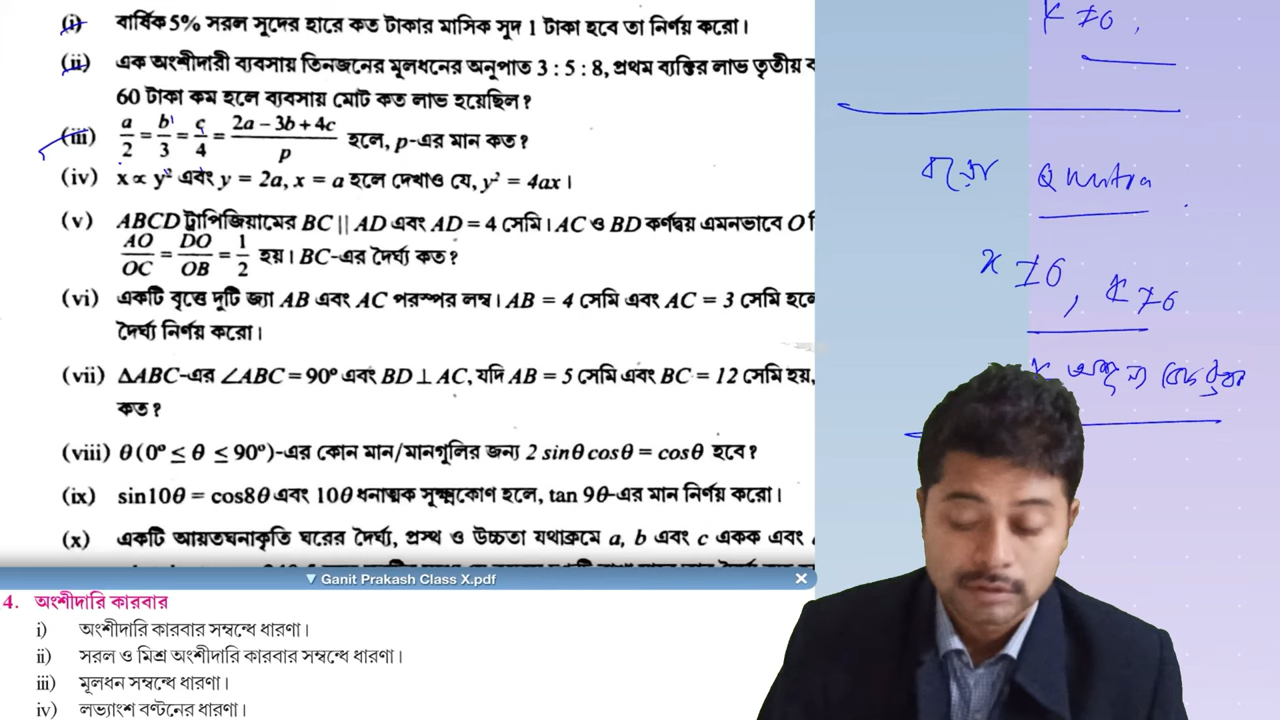 (i) বার্ষিক 5% সরল সুদের হারে কত টাকার মাসিক সুদ 1 টাকা হবে তা নির্ণয় করো।
(ii) এক অংশীদারী ব্যবসায় তিনজনের মূলধনের অনুপাত 3 : 5 : 8, প্রথম ব্যক্তির লাভ তৃতীয় ব
60 টাকা কম হলে ব্যবসায় মোট কত লাভ হয়েছিল ?
(iii) a/2 = b/3 = c/4 = (2a − 3b + 4c)/p হলে, p-এর মান কত ?
(iv) x ∝ y² এবং y = 2a, x = a হলে দেখাও যে, y² = 4ax ।
(v) ABCD ট্রাপিজিয়ামের BC || AD এবং AD = 4 সেমি। AC ও BD কর্ণদ্বয় এমনভাবে O
AO/OC = DO/OB = 1/2 হয়। BC-এর দৈর্ঘ্য কত ?
(vi) একটি বৃত্তে দুটি জ্যা AB এবং AC পরস্পর লম্ব। AB = 4 সেমি এবং AC = 3 সেমি হলে
দৈর্ঘ্য নির্ণয় করো।
(vii) ΔABC-এর ∠ABC = 90° এবং BD ⊥ AC, যদি AB = 5 সেমি এবং BC = 12 সেমি হয়,
কত ?
(viii) θ (0° ≤ θ ≤ 90°)-এর কোন মান/মানগুলির জন্য 2 sinθ cosθ = cosθ হবে ?
(ix) sin10θ = cos8θ এবং 10θ ধনাত্মক সূক্ষ্মকোণ হলে, tan 9θ-এর মান নির্ণয় করো।
(x) একটি আয়তঘনাকৃতি ঘরের দৈর্ঘ্য, প্রস্থ ও উচ্চতা যথাক্রমে a, b এবং c একক এবং
▼ Ganit Prakash Class X.pdf ✕
4. অংশীদারি কারবার
i) অংশীদারি কারবার সম্বন্ধে ধারণা।
ii) সরল ও মিশ্র অংশীদারি কারবার সম্বন্ধে ধারণা।
iii) মূলধন সম্বন্ধে ধারণা।
iv) লভ্যাংশ বণ্টনের ধারণা।
K ≠ 0,
x ≠ 0, K ≠ 0